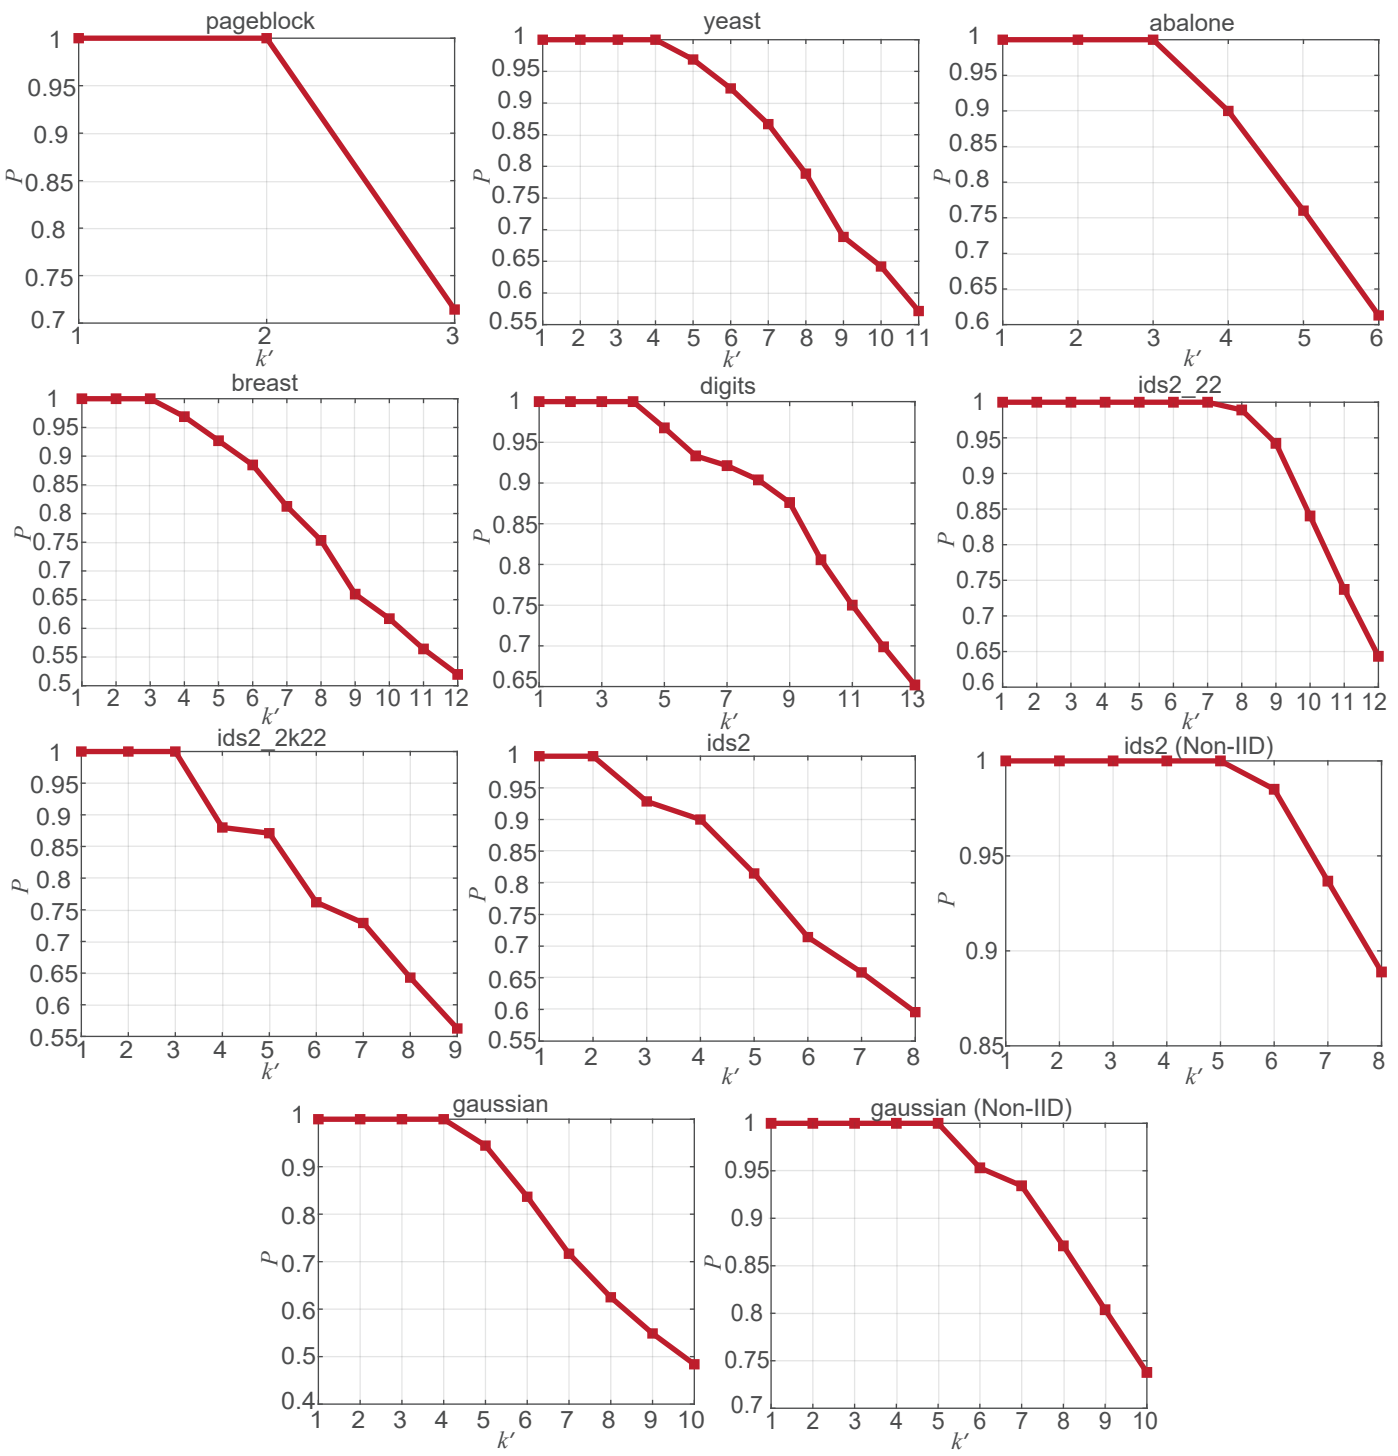 pageblock
1
0.95
0.9
0.85
0.8
0.75
0.7
P
1 2 3
k′
yeast
1
0.95
0.9
0.85
0.8
0.75
0.7
0.65
0.6
0.55
P
1 2 3 4 5 6 7 8 9 10 11
k′
abalone
1
0.95
0.9
0.85
0.8
0.75
0.7
0.65
0.6
P
1 2 3 4 5 6
k′
breast
1
0.95
0.9
0.85
0.8
0.75
0.7
0.65
0.6
0.55
0.5
P
1 2 3 4 5 6 7 8 9 10 11 12
k′
digits
1
0.95
0.9
0.85
0.8
0.75
0.7
0.65
P
1 3 5 7 9 11 13
k′
ids2_22
1
0.95
0.9
0.85
0.8
0.75
0.7
0.65
0.6
P
1 2 3 4 5 6 7 8 9 10 11 12
k′
ids2_2k22
1
0.95
0.9
0.85
0.8
0.75
0.7
0.65
0.6
0.55
P
1 2 3 4 5 6 7 8 9
k′
ids2
1
0.95
0.9
0.85
0.8
0.75
0.7
0.65
0.6
0.55
P
1 2 3 4 5 6 7 8
k′
ids2 (Non-IID)
1
0.95
0.9
0.85
P
1 2 3 4 5 6 7 8
k′
gaussian
1
0.9
0.8
0.7
0.6
0.5
0.4
P
1 2 3 4 5 6 7 8 9 10
k′
gaussian (Non-IID)
1
0.95
0.9
0.85
0.8
0.75
0.7
P
1 2 3 4 5 6 7 8 9 10
k′